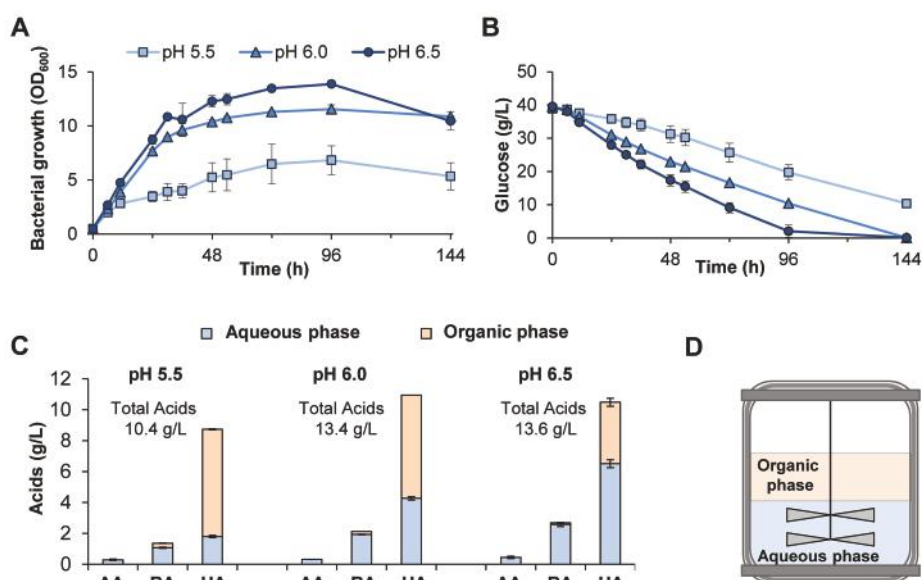 A
B
pH 5.5 pH 6.0 pH 6.5
Bacterial growth (OD600)
15
10
5
0
0 48 96 144
Time (h)
Glucose (g/L)
50
40
30
20
10
0
0 48 96 144
Time (h)
Aqueous phase Organic phase
C
D
pH 5.5 pH 6.0 pH 6.5
Total Acids
10.4 g/L
Total Acids
13.4 g/L
Total Acids
13.6 g/L
Acids (g/L)
12
10
8
6
4
2
0
Organic
phase
Aqueous phase